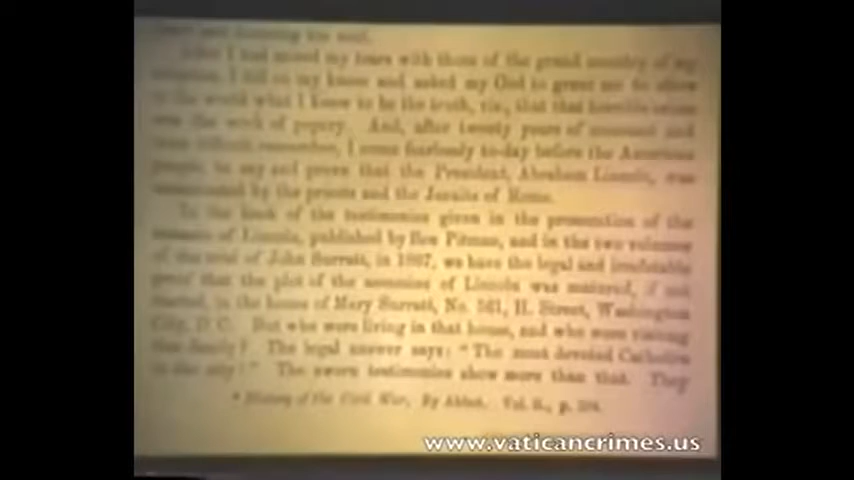 After I had mixed my tears with those of the grand country of my
I fell on my knees and asked my God to grant me to show
to the world what I knew to be the truth, viz., that that horrible crime
was the work of popery. And, after twenty years of constant and
I come fearlessly to-day before the American
people, to say and prove that the President, Abraham Lincoln, was
assassinated by the priests and the Jesuits of Rome.
In the book of the testimonies given in the prosecution of the
assassin of Lincoln, published by Ben Pitman, and in the two volumes
of the trial of John Surratt, in 1867, we have the legal and irrefutable
proof that the plot of the assassins of Lincoln was matured, if not
started, in the house of Mary Surratt, No. 561, H. Street, Washington
City, D. C. But who were living in that house, and who were visiting
that family? The legal answer says: "The most devoted Catholics
in the city!" The sworn testimonies show more than that. They
* History of the Civil War, By Abbot. Vol. II., p.
www.vaticancrimes.us